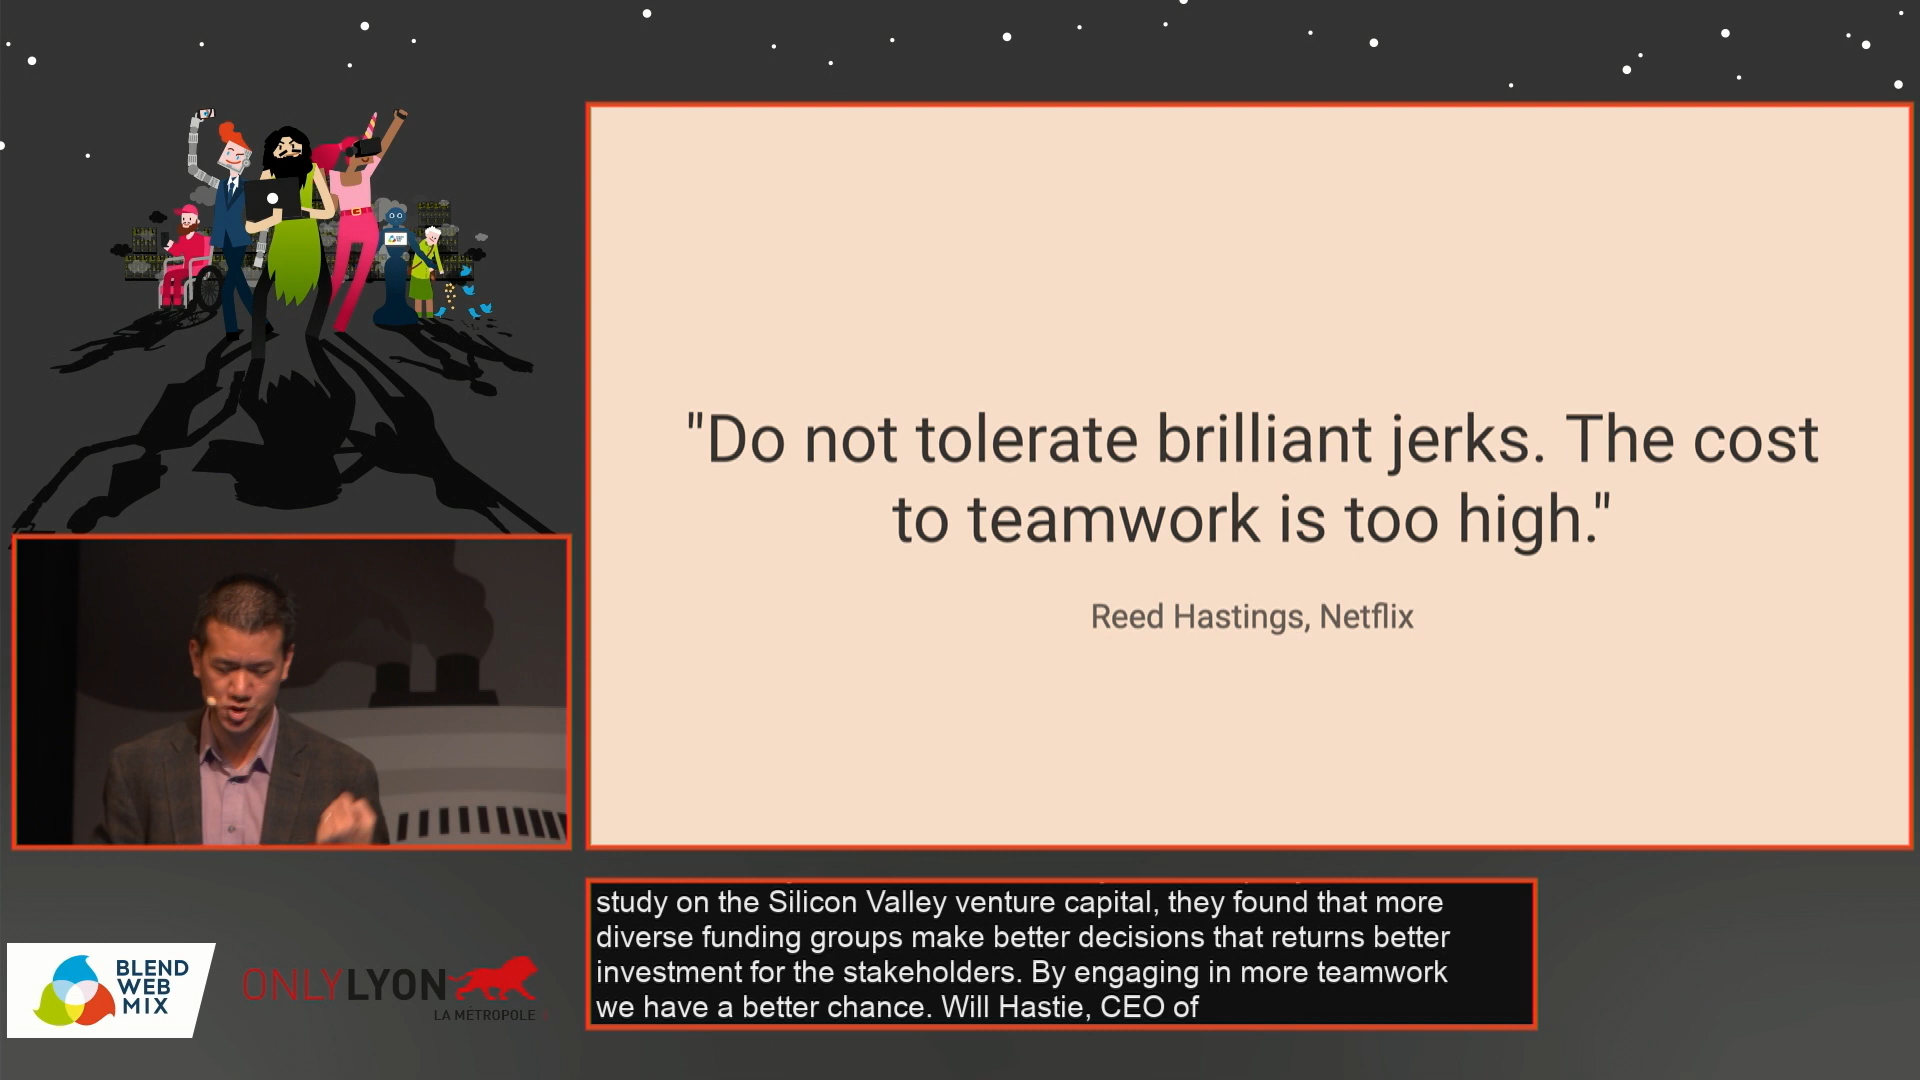 "Do not tolerate brilliant jerks. The cost
to teamwork is too high."
Reed Hastings, Netflix
study on the Silicon Valley venture capital, they found that more
diverse funding groups make better decisions that returns better
investment for the stakeholders. By engaging in more teamwork
we have a better chance. Will Hastie, CEO of
BLEND
WEB
MIX
ONLYLYON
LA MÉTROPOLE